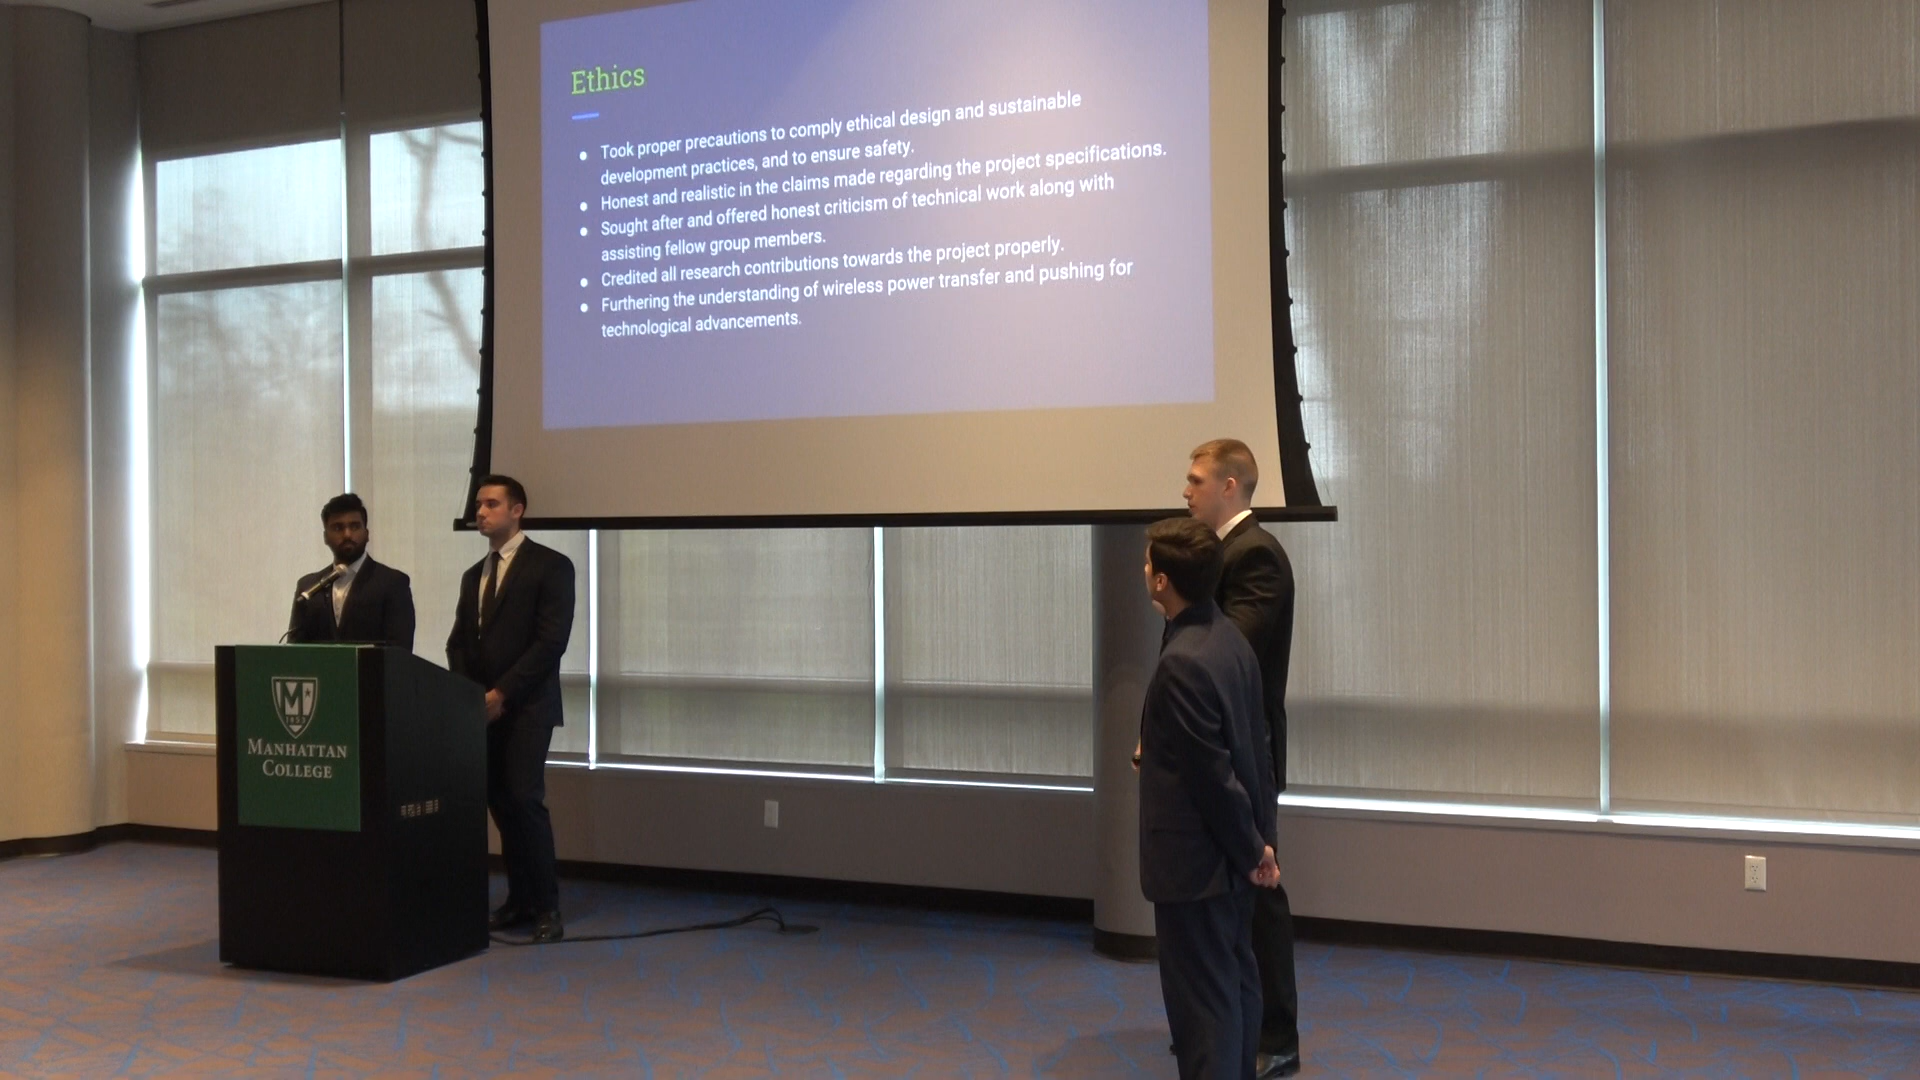 Ethics
● Took proper precautions to comply ethical design and sustainable
development practices, and to ensure safety.
● Honest and realistic in the claims made regarding the project specifications.
● Sought after and offered honest criticism of technical work along with
assisting fellow group members.
● Credited all research contributions towards the project properly.
● Furthering the understanding of wireless power transfer and pushing for
technological advancements.
M
1853
MANHATTAN
COLLEGE